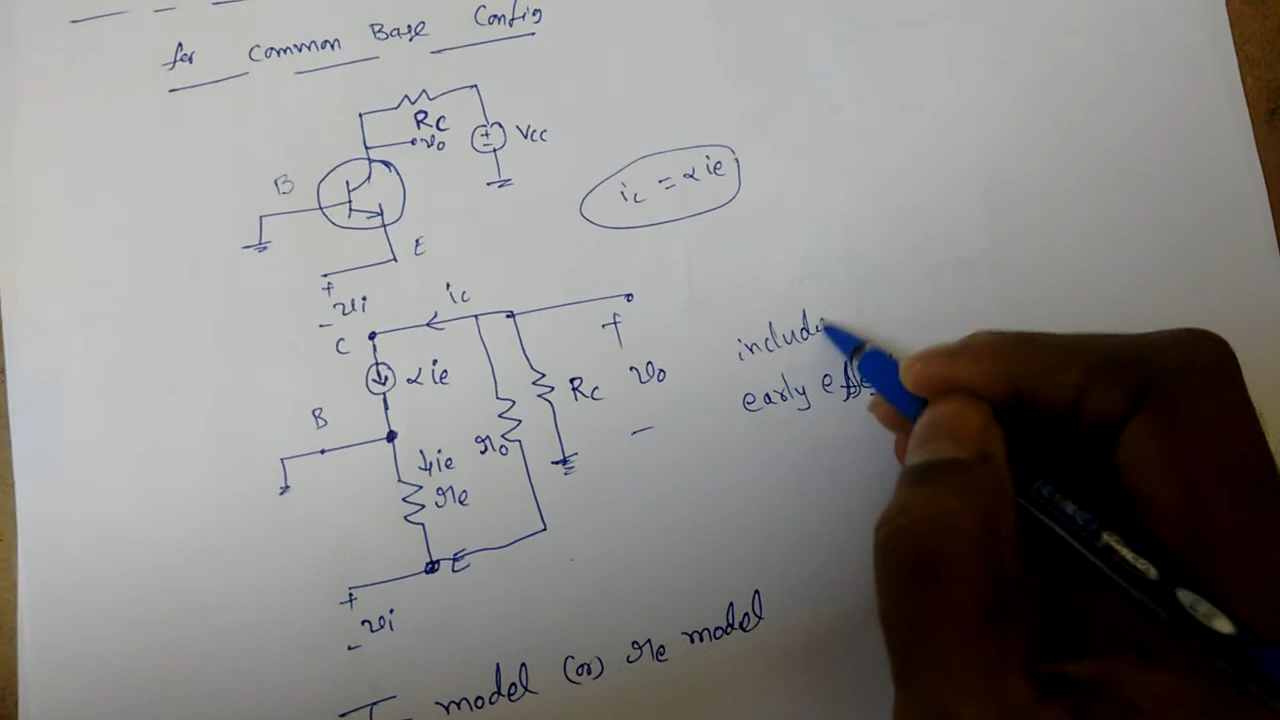 for Common Base Config
RC
vo
VCC
B
ic = αie
E
+
vi
-
ic
C
+
αie
RC
vo
include
early effe
B
ie
ro
-
re
E
+
vi
-
T model (or) re model